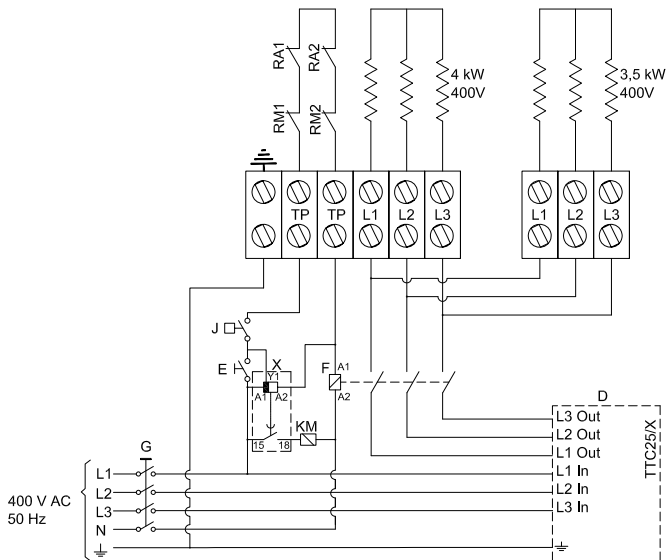 RA1
RA2
RM1
RM2
4 kW
400V
3,5 kW
400V
TP
TP
L1
L2
L3
L1
L2
L3
J
E
X
Y1
A1
A2
15
18
KM
F
A1
A2
D
TTC25/X
L3 Out
L2 Out
L1 Out
L1 In
L2 In
L3 In
G
400 V AC
50 Hz
L1
L2
L3
N